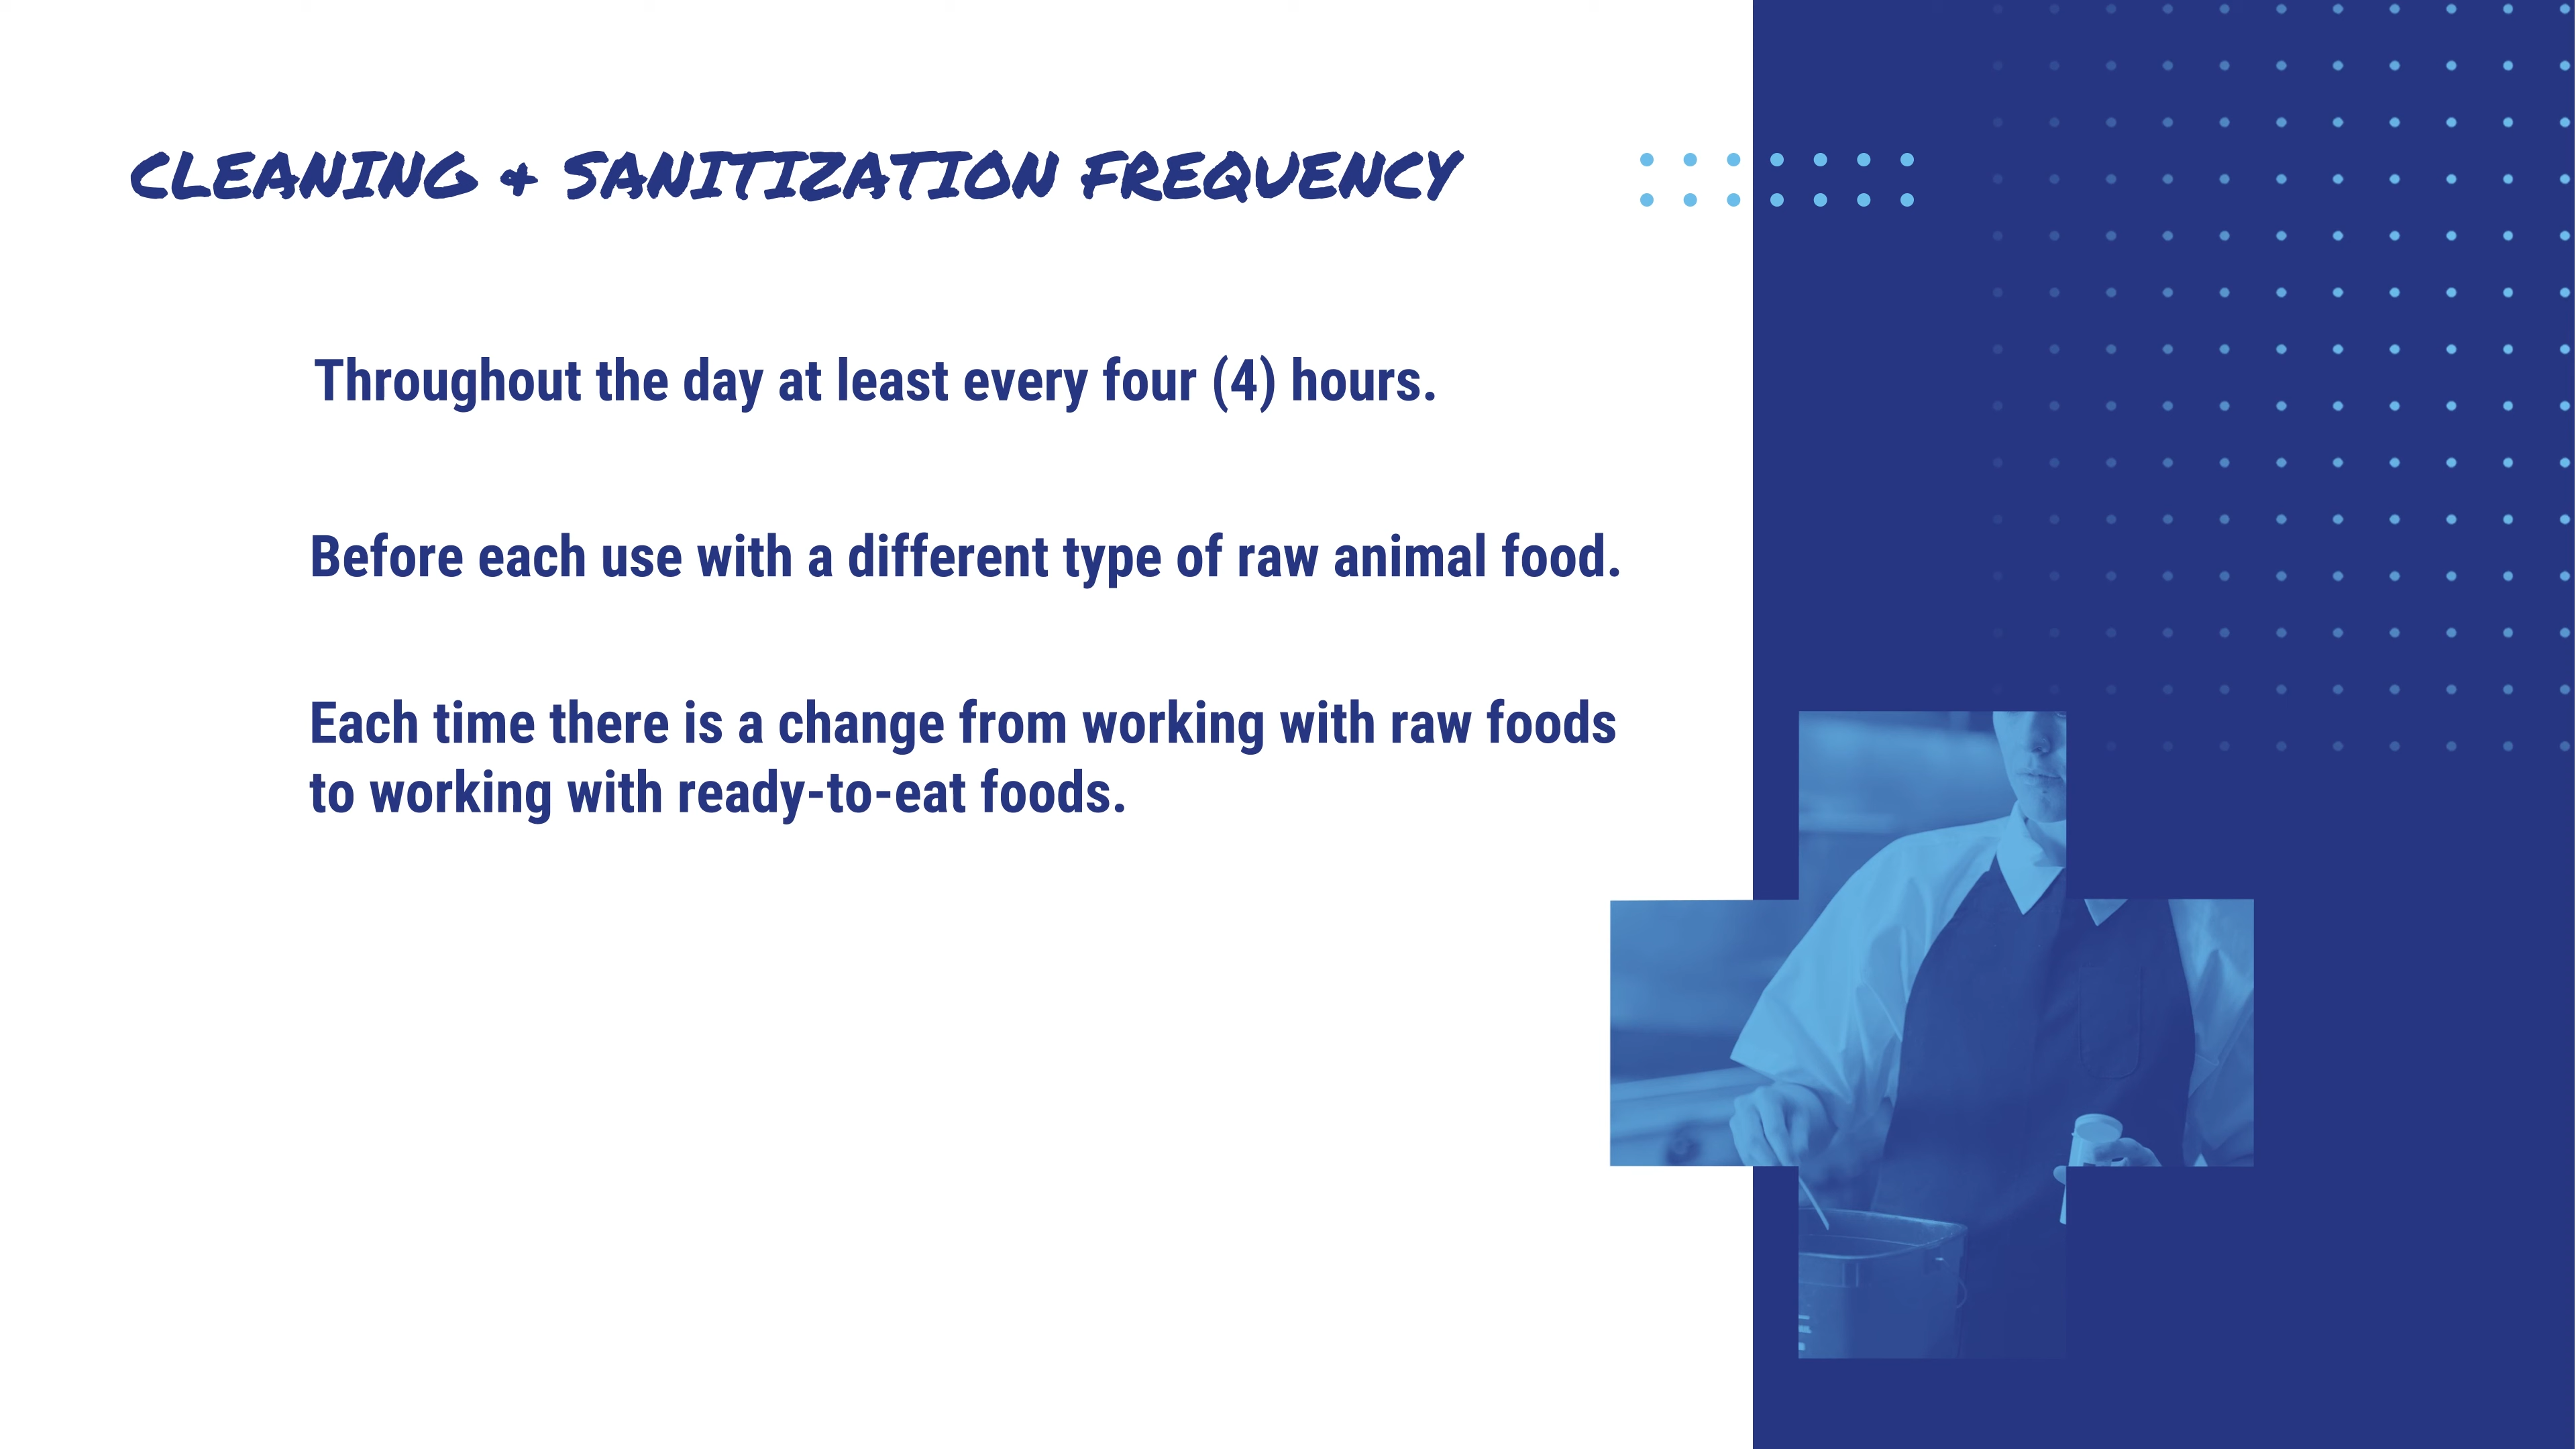 CLEANING & SANITIZATION FREQUENCY
Throughout the day at least every four (4) hours.
Before each use with a different type of raw animal food.
Each time there is a change from working with raw foods
to working with ready-to-eat foods.